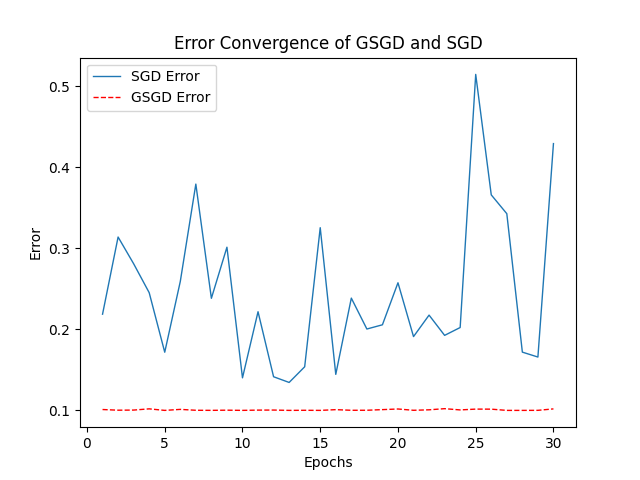 Error Convergence of GSGD and SGD
SGD Error
GSGD Error
0.5
0.4
0.3
0.2
0.1
Error
0 5 10 15 20 25 30
Epochs